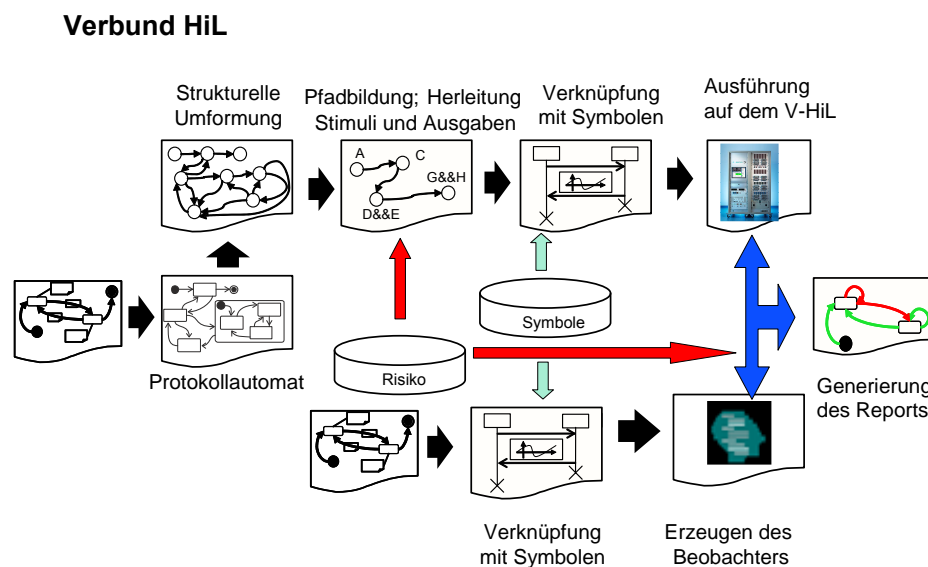 Verbund HiL
Strukturelle
Umformung
Pfadbildung; Herleitung
Stimuli und Ausgaben
Verknüpfung
mit Symbolen
Ausführung
auf dem V-HiL
A
C
G&&H
D&&E
Symbole
Protokollautomat
Risiko
Generierung
des Reports
Verknüpfung
mit Symbolen
Erzeugen des
Beobachters